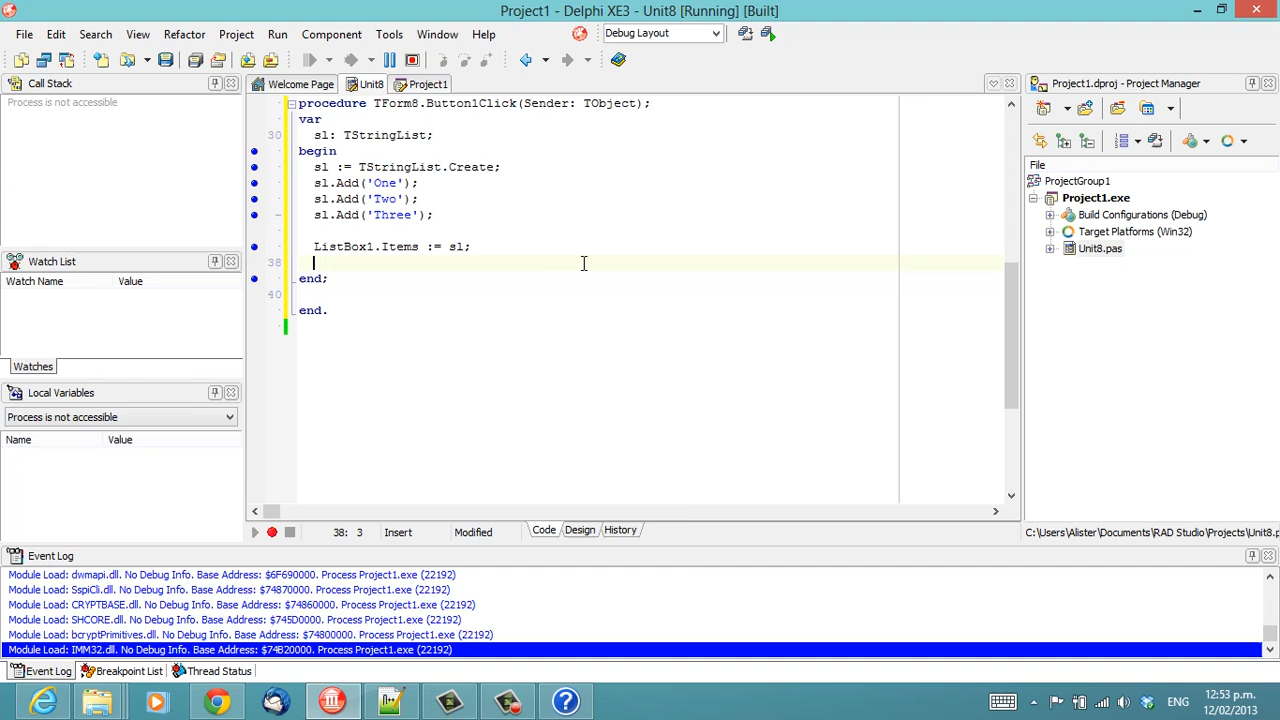 Project1 - Delphi XE3 - Unit8 [Running] [Built]
File Edit Search View Refactor Project Run Component Tools Window Help
Debug Layout
Call Stack
Process is not accessible
Welcome Page Unit8 Project1
procedure TForm8.Button1Click(Sender: TObject);
var
30 sl: TStringList;
begin
sl := TStringList.Create;
sl.Add('One');
sl.Add('Two');
sl.Add('Three');
ListBox1.Items := sl;
38
end;
40
end.
Project1.dproj - Project Manager
File
ProjectGroup1
Project1.exe
Build Configurations (Debug)
Target Platforms (Win32)
Unit8.pas
Watch List
Watch Name Value
Watches
Local Variables
Process is not accessible
Name Value
38: 3 Insert Modified Code Design History
C:\Users\Alister\Documents\RAD Studio\Projects\Unit8.p
Event Log
Module Load: dwmapi.dll. No Debug Info. Base Address: $6F690000. Process Project1.exe (22192)
Module Load: SspiCli.dll. No Debug Info. Base Address: $74870000. Process Project1.exe (22192)
Module Load: CRYPTBASE.dll. No Debug Info. Base Address: $74860000. Process Project1.exe (22192)
Module Load: SHCORE.dll. No Debug Info. Base Address: $745D0000. Process Project1.exe (22192)
Module Load: bcryptPrimitives.dll. No Debug Info. Base Address: $74800000. Process Project1.exe (22192)
Module Load: IMM32.dll. No Debug Info. Base Address: $74B20000. Process Project1.exe (22192)
Event Log Breakpoint List Thread Status
ENG
12:53 p.m.
12/02/2013